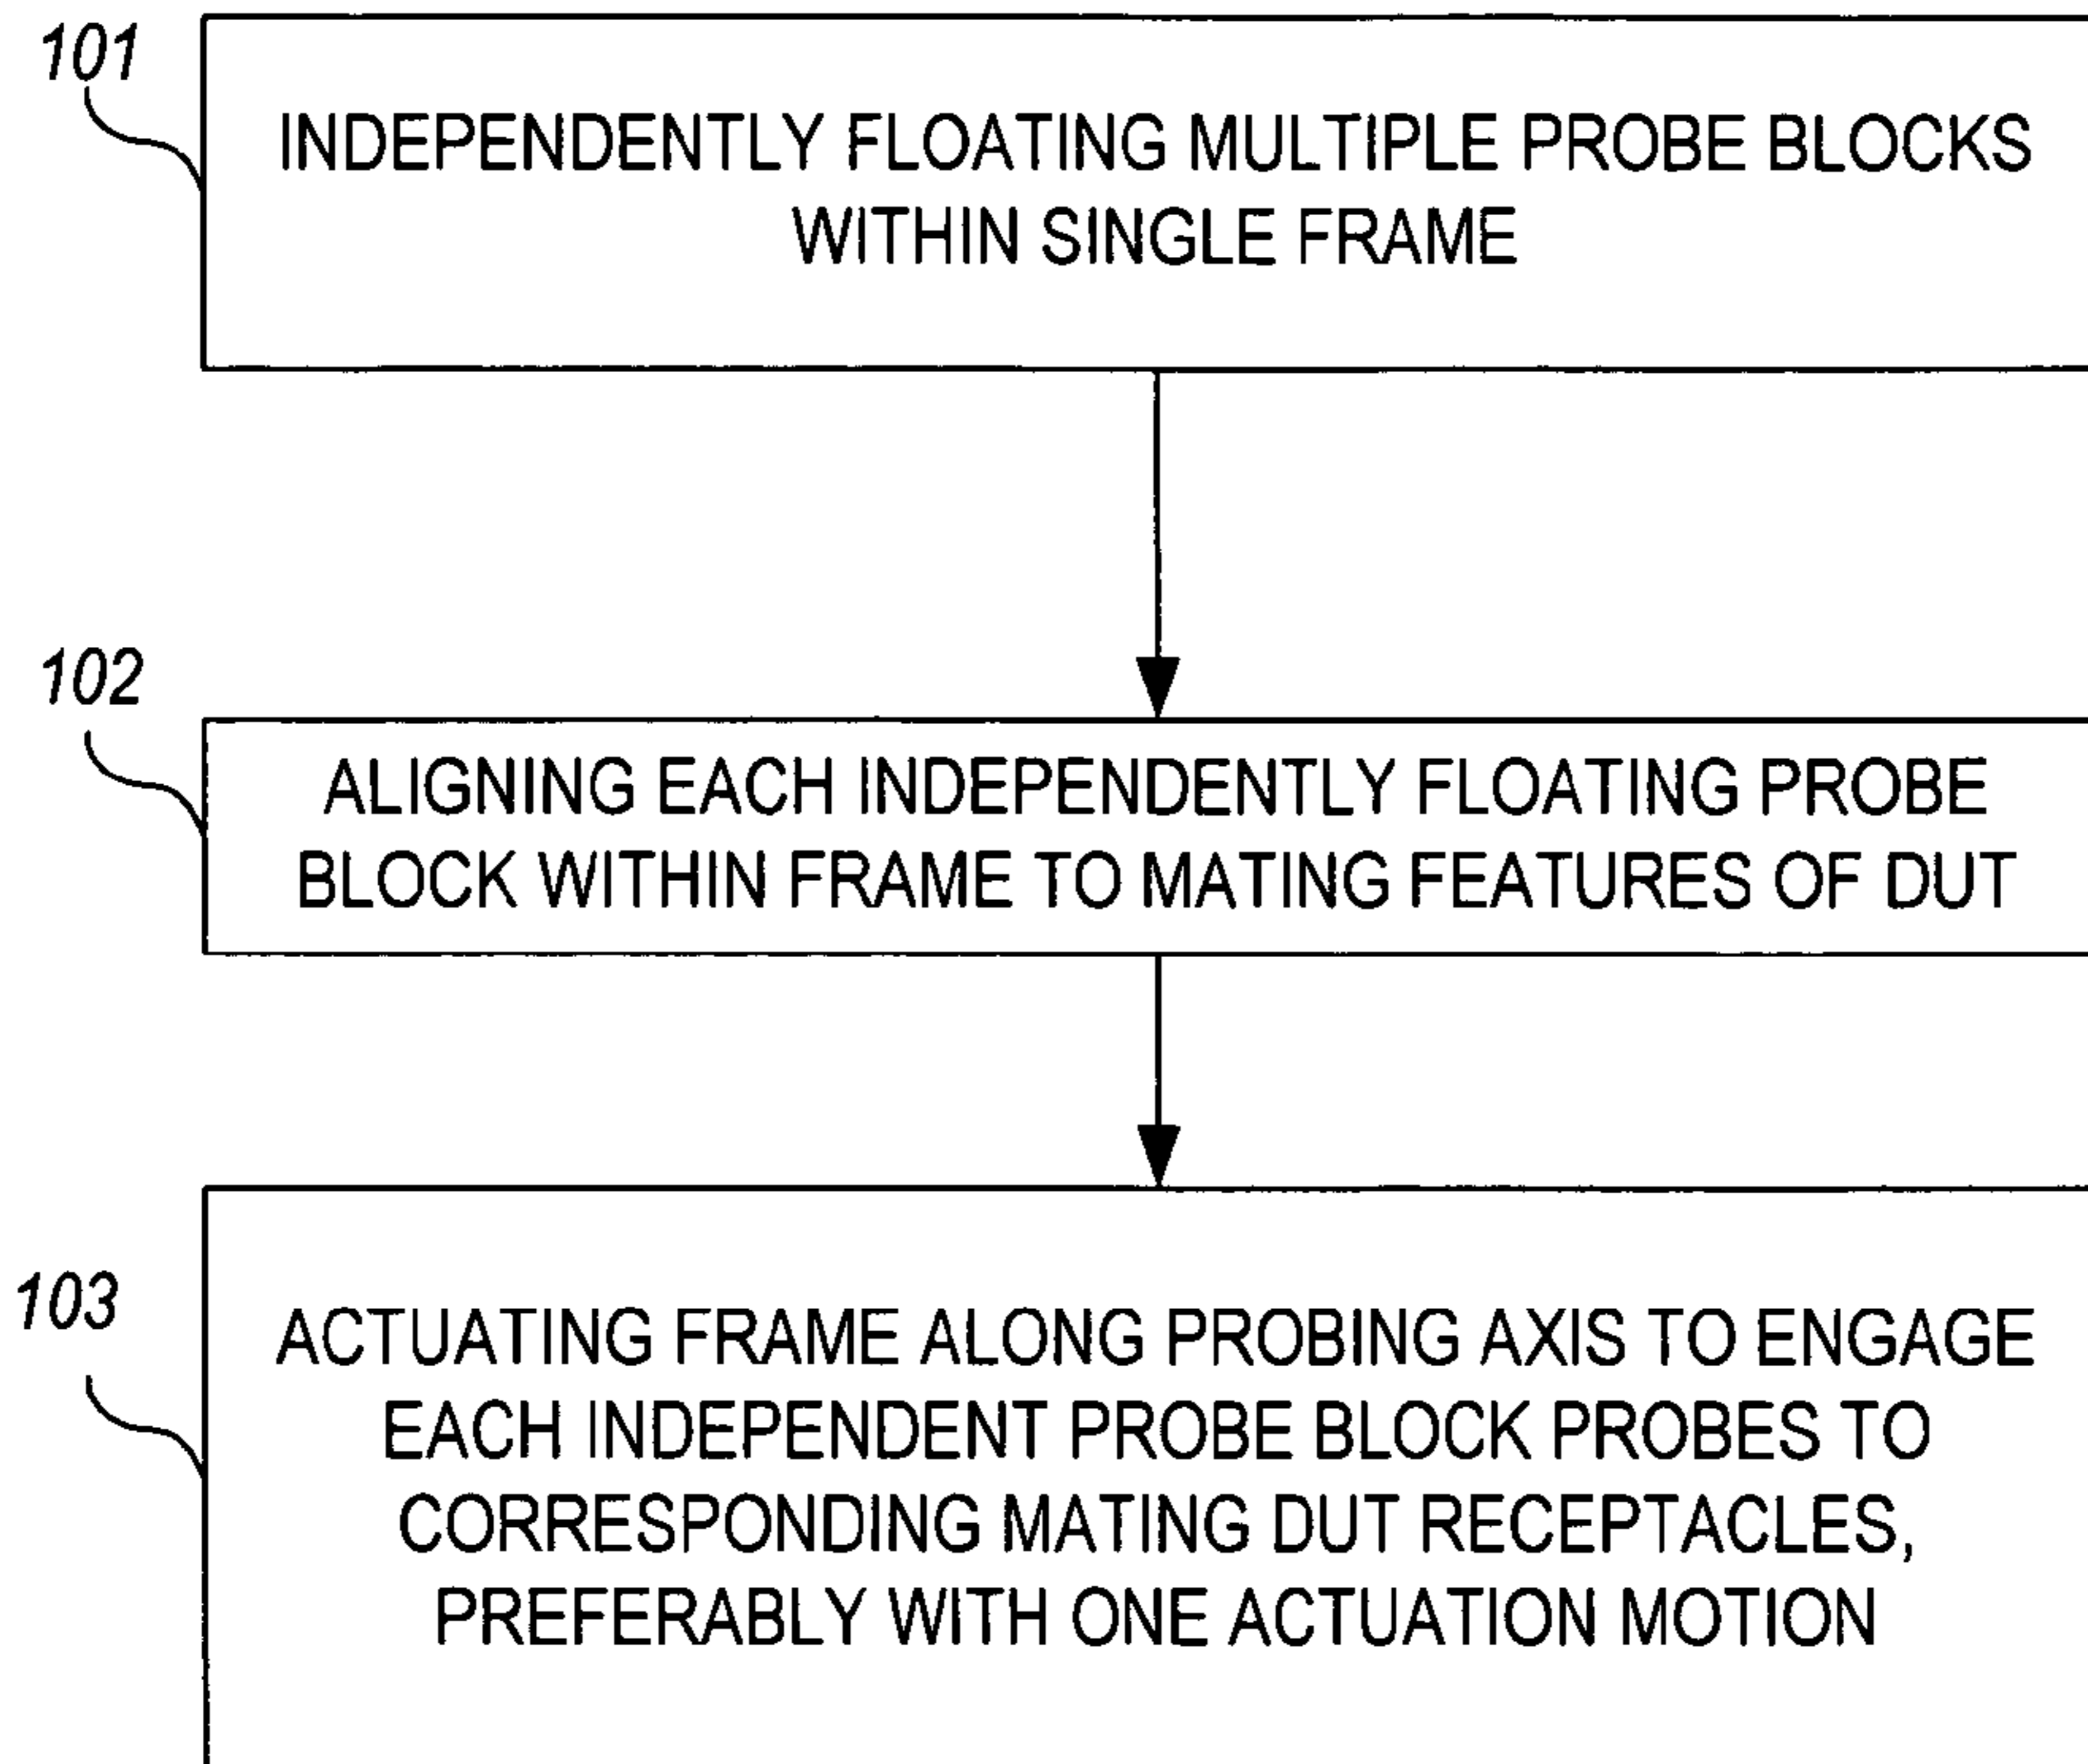 101
INDEPENDENTLY FLOATING MULTIPLE PROBE BLOCKS
WITHIN SINGLE FRAME
102
ALIGNING EACH INDEPENDENTLY FLOATING PROBE
BLOCK WITHIN FRAME TO MATING FEATURES OF DUT
103
ACTUATING FRAME ALONG PROBING AXIS TO ENGAGE
EACH INDEPENDENT PROBE BLOCK PROBES TO
CORRESPONDING MATING DUT RECEPTACLES,
PREFERABLY WITH ONE ACTUATION MOTION